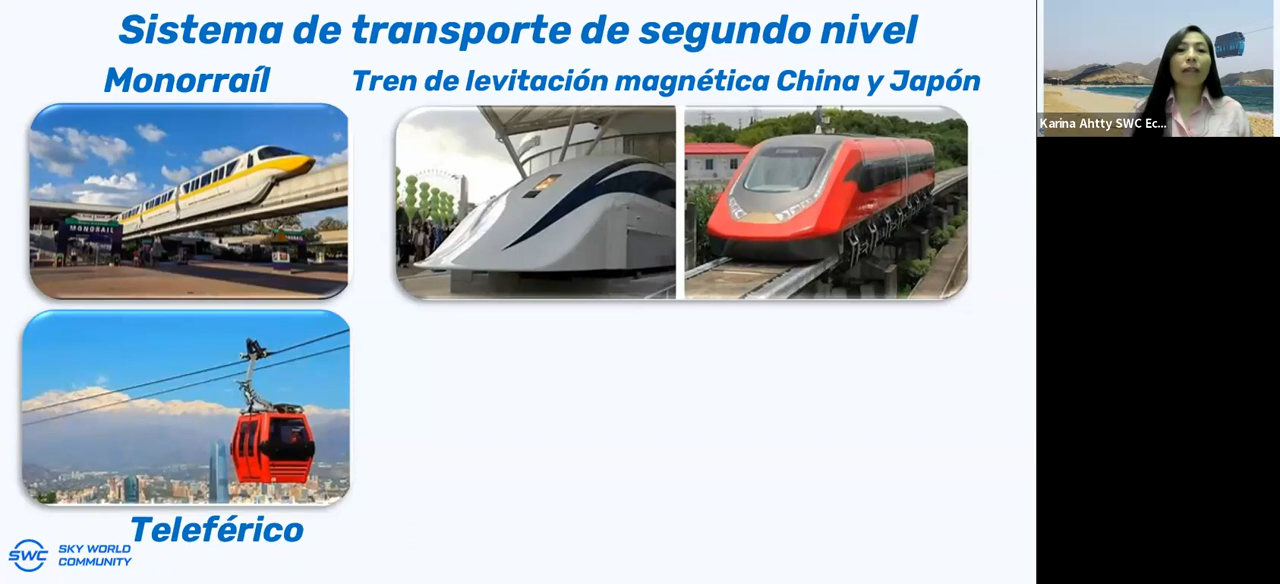 Sistema de transporte de segundo nivel
Monorraíl
Tren de levitación magnética China y Japón
MONORAIL
Teleférico
SWC
SKY WORLD
COMMUNITY
Karina Ahtty SWC Ec...